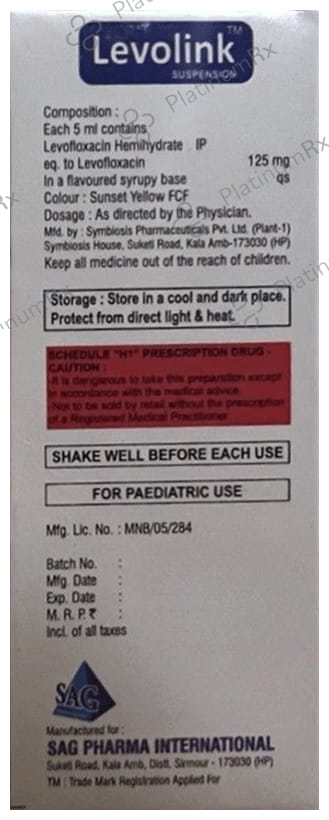 Levolink TM
SUSPENSION
Composition :
Each 5 ml contains
Levofloxacin Hemihydrate IP
eq. to Levofloxacin 125 mg
In a flavoured syrupy base qs
Colour : Sunset Yellow FCF
Dosage : As directed by the Physician.
Mfd. by : Symbiosis Pharmaceuticals Pvt. Ltd. (Plant-1)
Symbiosis House, Suketi Road, Kala Amb-173030 (HP)
Keep all medicine out of the reach of children.
Storage : Store in a cool and dark place.
Protect from direct light & heat.
SCHEDULE "H1" PRESCRIPTION DRUG -
CAUTION :
-It is dangerous to take this preparation except
in accordance with the medical advice
-Not to be sold by retail without the prescription
of a Registered Medical Practitioner
SHAKE WELL BEFORE EACH USE
FOR PAEDIATRIC USE
Mfg. Lic. No. : MNB/05/284
Batch No. :
Mfg. Date :
Exp. Date :
M. R. P. ₹ :
Incl. of all taxes
SAG
Manufactured for :
SAG PHARMA INTERNATIONAL
Suketi Road, Kala Amb, Distt. Sirmour - 173030 (HP)
TM : Trade Mark Registration Applied For
PlatinumRx
PlatinumRx
PlatinumRx